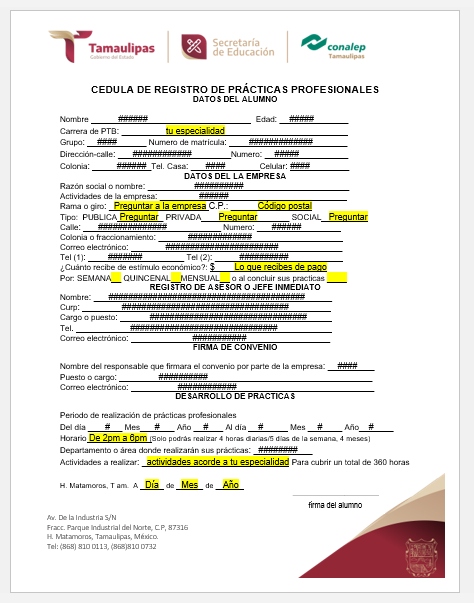 Tamaulipas
Gobierno del Estado
Secretaría
de Educación
conalep
Tamaulipas
CEDULA DE REGISTRO DE PRÁCTICAS PROFESIONALES
DATOS DEL ALUMNO
Nombre ###### Edad: #####
Carrera de PTB: tu especialidad
Grupo: #### Numero de matrícula: #############
Dirección-calle: ############ Numero: #####
Colonia: ###### Tel. Casa: #### Celular: ####
DATOS DEL LA EMPRESA
Razón social o nombre: ##########
Actividades de la empresa: ######
Rama o giro: Preguntar a la empresa C.P.: Código postal
Tipo: PUBLICA Preguntar PRIVADA Preguntar SOCIAL Preguntar
Calle: ############## Numero: ######
Colonia o fraccionamiento: #############
Correo electrónico: #######################
Tel (1): ####### Tel (2): ##########
¿Cuánto recibe de estímulo económico?: $ Lo que recibes de pago
Por: SEMANA QUINCENAL MENSUAL o al concluir sus practicas
REGISTRO DE ASESOR O JEFE INMEDIATO
Nombre: ########################################
Curp: ##################################
Cargo o puesto: ################################
Tel. ##################################
Correo electrónico: #############
FIRMA DE CONVENIO
Nombre del responsable que firmara el convenio por parte de la empresa: ####
Puesto o cargo: ##########
Correo electrónico: ############
DESARROLLO DE PRACTICAS
Periodo de realización de prácticas profesionales
Del día # Mes # Año # Al día # Mes # Año #
Horario De 2pm a 6pm (Solo podrás realizar 4 horas diarias/5 días de la semana, 4 meses)
Departamento o área donde realizarán sus prácticas: ########
Actividades a realizar: actividades acorde a tu especialidad Para cubrir un total de 360 horas
H. Matamoros, T am. A Día de Mes de Año
firma del alumno
Av. De la Industria S/N
Fracc. Parque Industrial del Norte, C.P, 87316
H. Matamoros, Tamaulipas, México.
Tel: (868) 810 0113, (868)810 0732